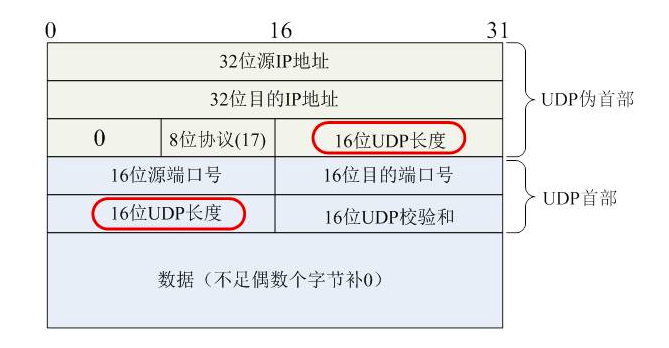 0 16 31
32位源IP地址
32位目的IP地址
UDP伪首部
0 8位协议(17) 16位UDP长度
16位源端口号 16位目的端口号
UDP首部
16位UDP长度 16位UDP校验和
数据（不足偶数个字节补0）